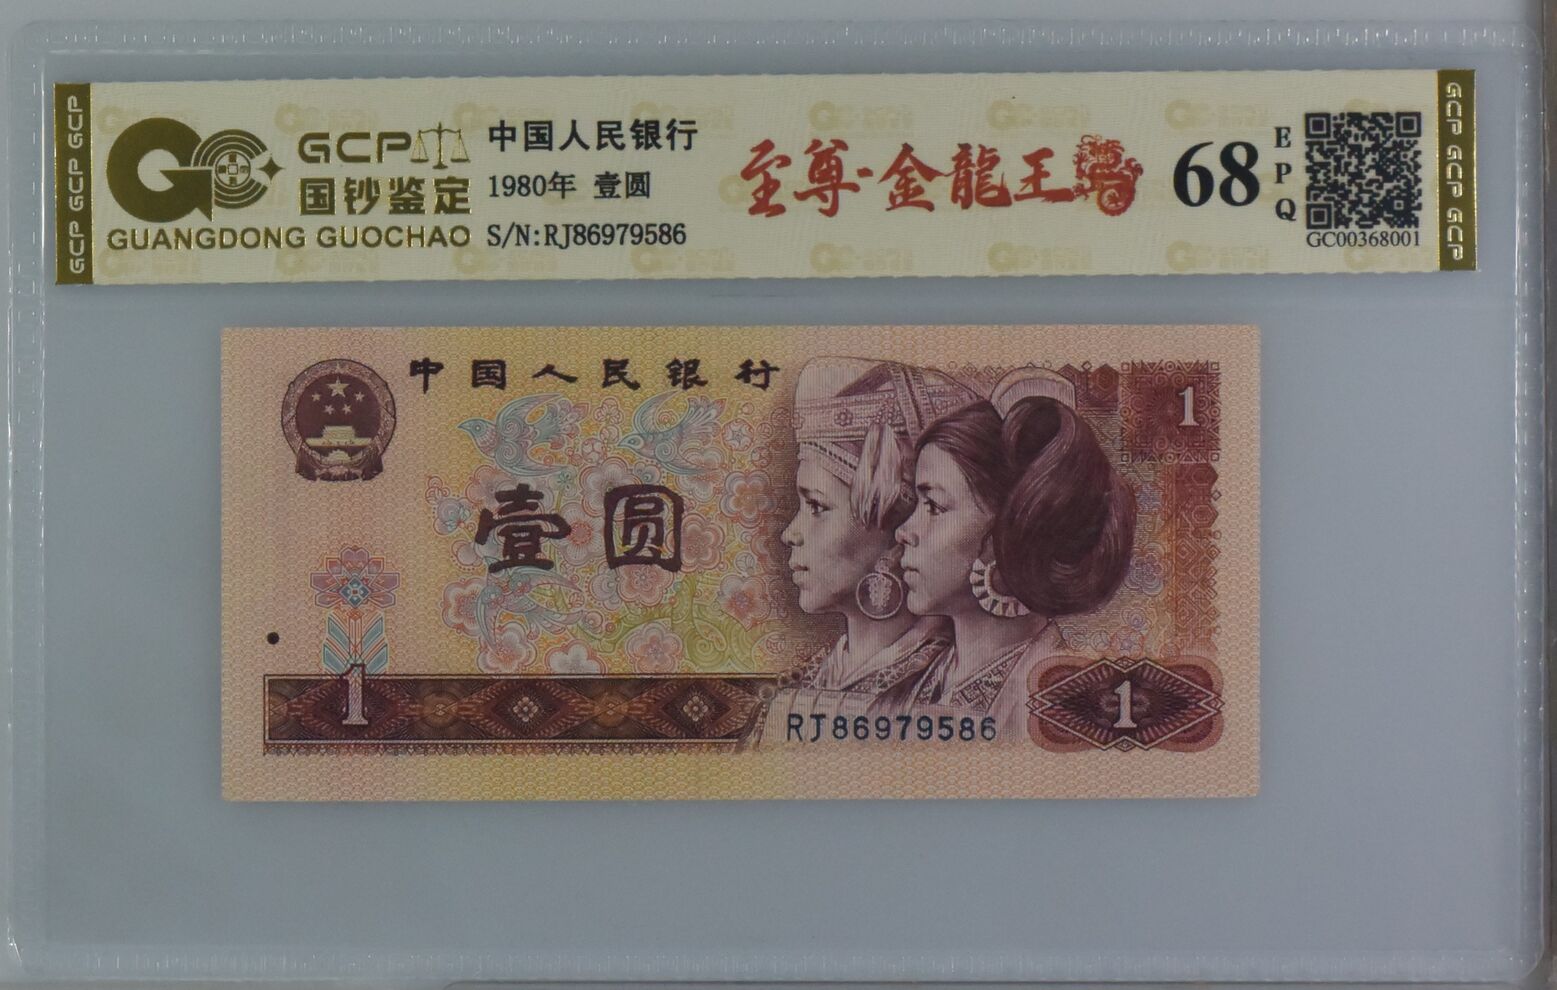 GCP GCP GCP
GCP
国钞鉴定
GUANGDONG GUOCHAO
中国人民银行
1980年 壹圆
S/N:RJ86979586
至尊·金龍王
68
EPQ
GC00368001
GCP GCP GCP
中国人民银行
1
壹圆
1
1
RJ86979586